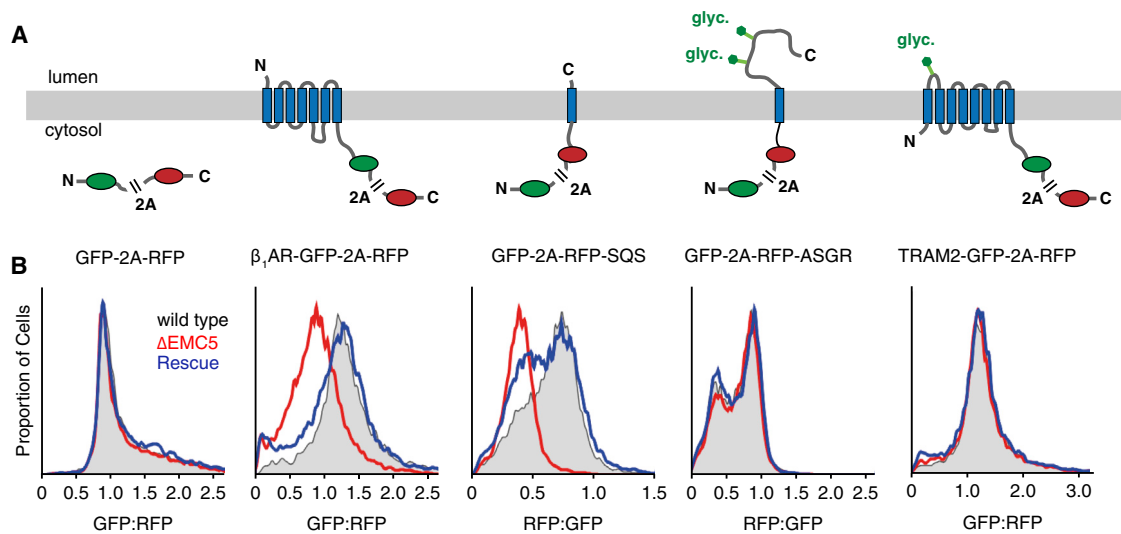 A
lumen
cytosol
N
2A
C
N
2A
C
C
N
2A
glyc.
glyc.
C
N
2A
glyc.
N
2A
C
B
GFP-2A-RFP
β1AR-GFP-2A-RFP
GFP-2A-RFP-SQS
GFP-2A-RFP-ASGR
TRAM2-GFP-2A-RFP
Proportion of Cells
wild type
ΔEMC5
Rescue
0 0.5 1.0 1.5 2.0 2.5
GFP:RFP
0 0.5 1.0 1.5 2.0 2.5
GFP:RFP
0 0.5 1.0 1.5
RFP:GFP
0 0.5 1.0 1.5 2.0 2.5
RFP:GFP
0 1.0 2.0 3.0
GFP:RFP